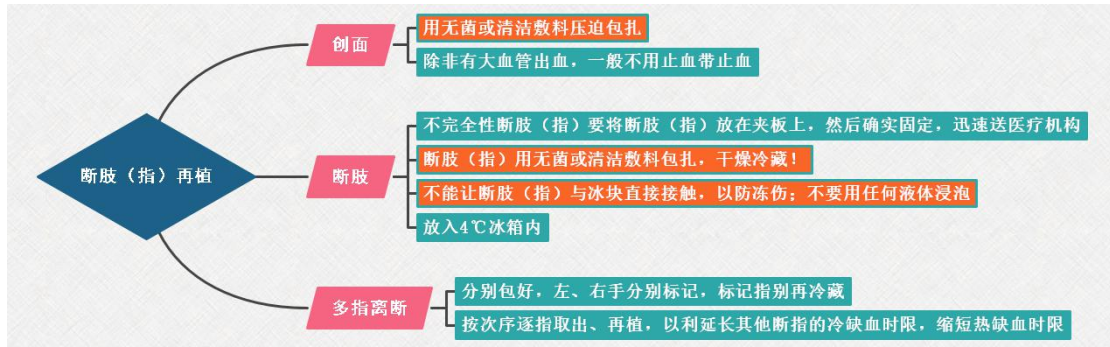 断肢（指）再植
创面
用无菌或清洁敷料压迫包扎
除非有大血管出血，一般不用止血带止血
断肢
不完全性断肢（指）要将断肢（指）放在夹板上，然后确实固定，迅速送医疗机构
断肢（指）用无菌或清洁敷料包扎，干燥冷藏！
不能让断肢（指）与冰块直接接触，以防冻伤；不要用任何液体浸泡
放入4℃冰箱内
多指离断
分别包好，左、右手分别标记，标记指别再冷藏
按次序逐指取出、再植，以利延长其他断指的冷缺血时限，缩短热缺血时限